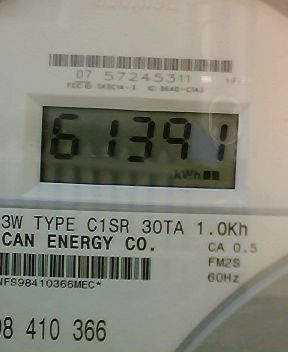 07 57245311
61391
kWh
3W TYPE C1SR 30TA 1.0Kh
CAN ENERGY CO.
CA 0.5
FM2S
60Hz
NFS98410366MEC*
98 410 366